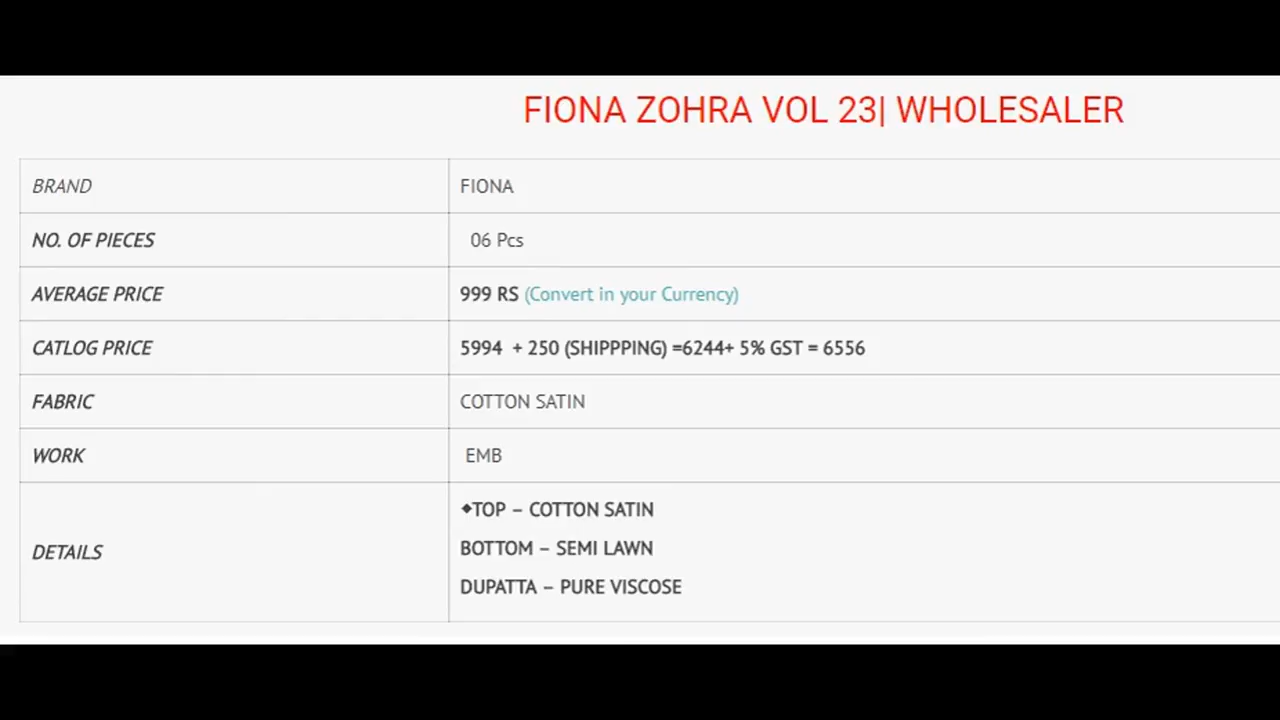 FIONA ZOHRA VOL 23| WHOLESALER
BRAND FIONA
NO. OF PIECES 06 Pcs
AVERAGE PRICE 999 RS (Convert in your Currency)
CATLOG PRICE 5994 + 250 (SHIPPPING) =6244+ 5% GST = 6556
FABRIC COTTON SATIN
WORK EMB
DETAILS
◆TOP – COTTON SATIN
BOTTOM – SEMI LAWN
DUPATTA – PURE VISCOSE